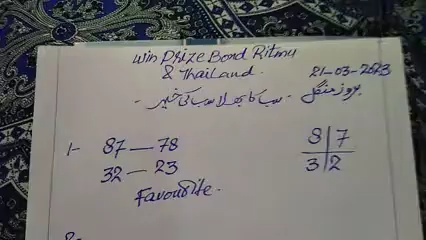 Win Prize Bond Ritmu
& Thailand.
21-03-2023
بروز منگل - سب کا بھلا سب کی خیر -
1- 87 — 78
8 | 7
32 — 23
3 | 2
Favourite.